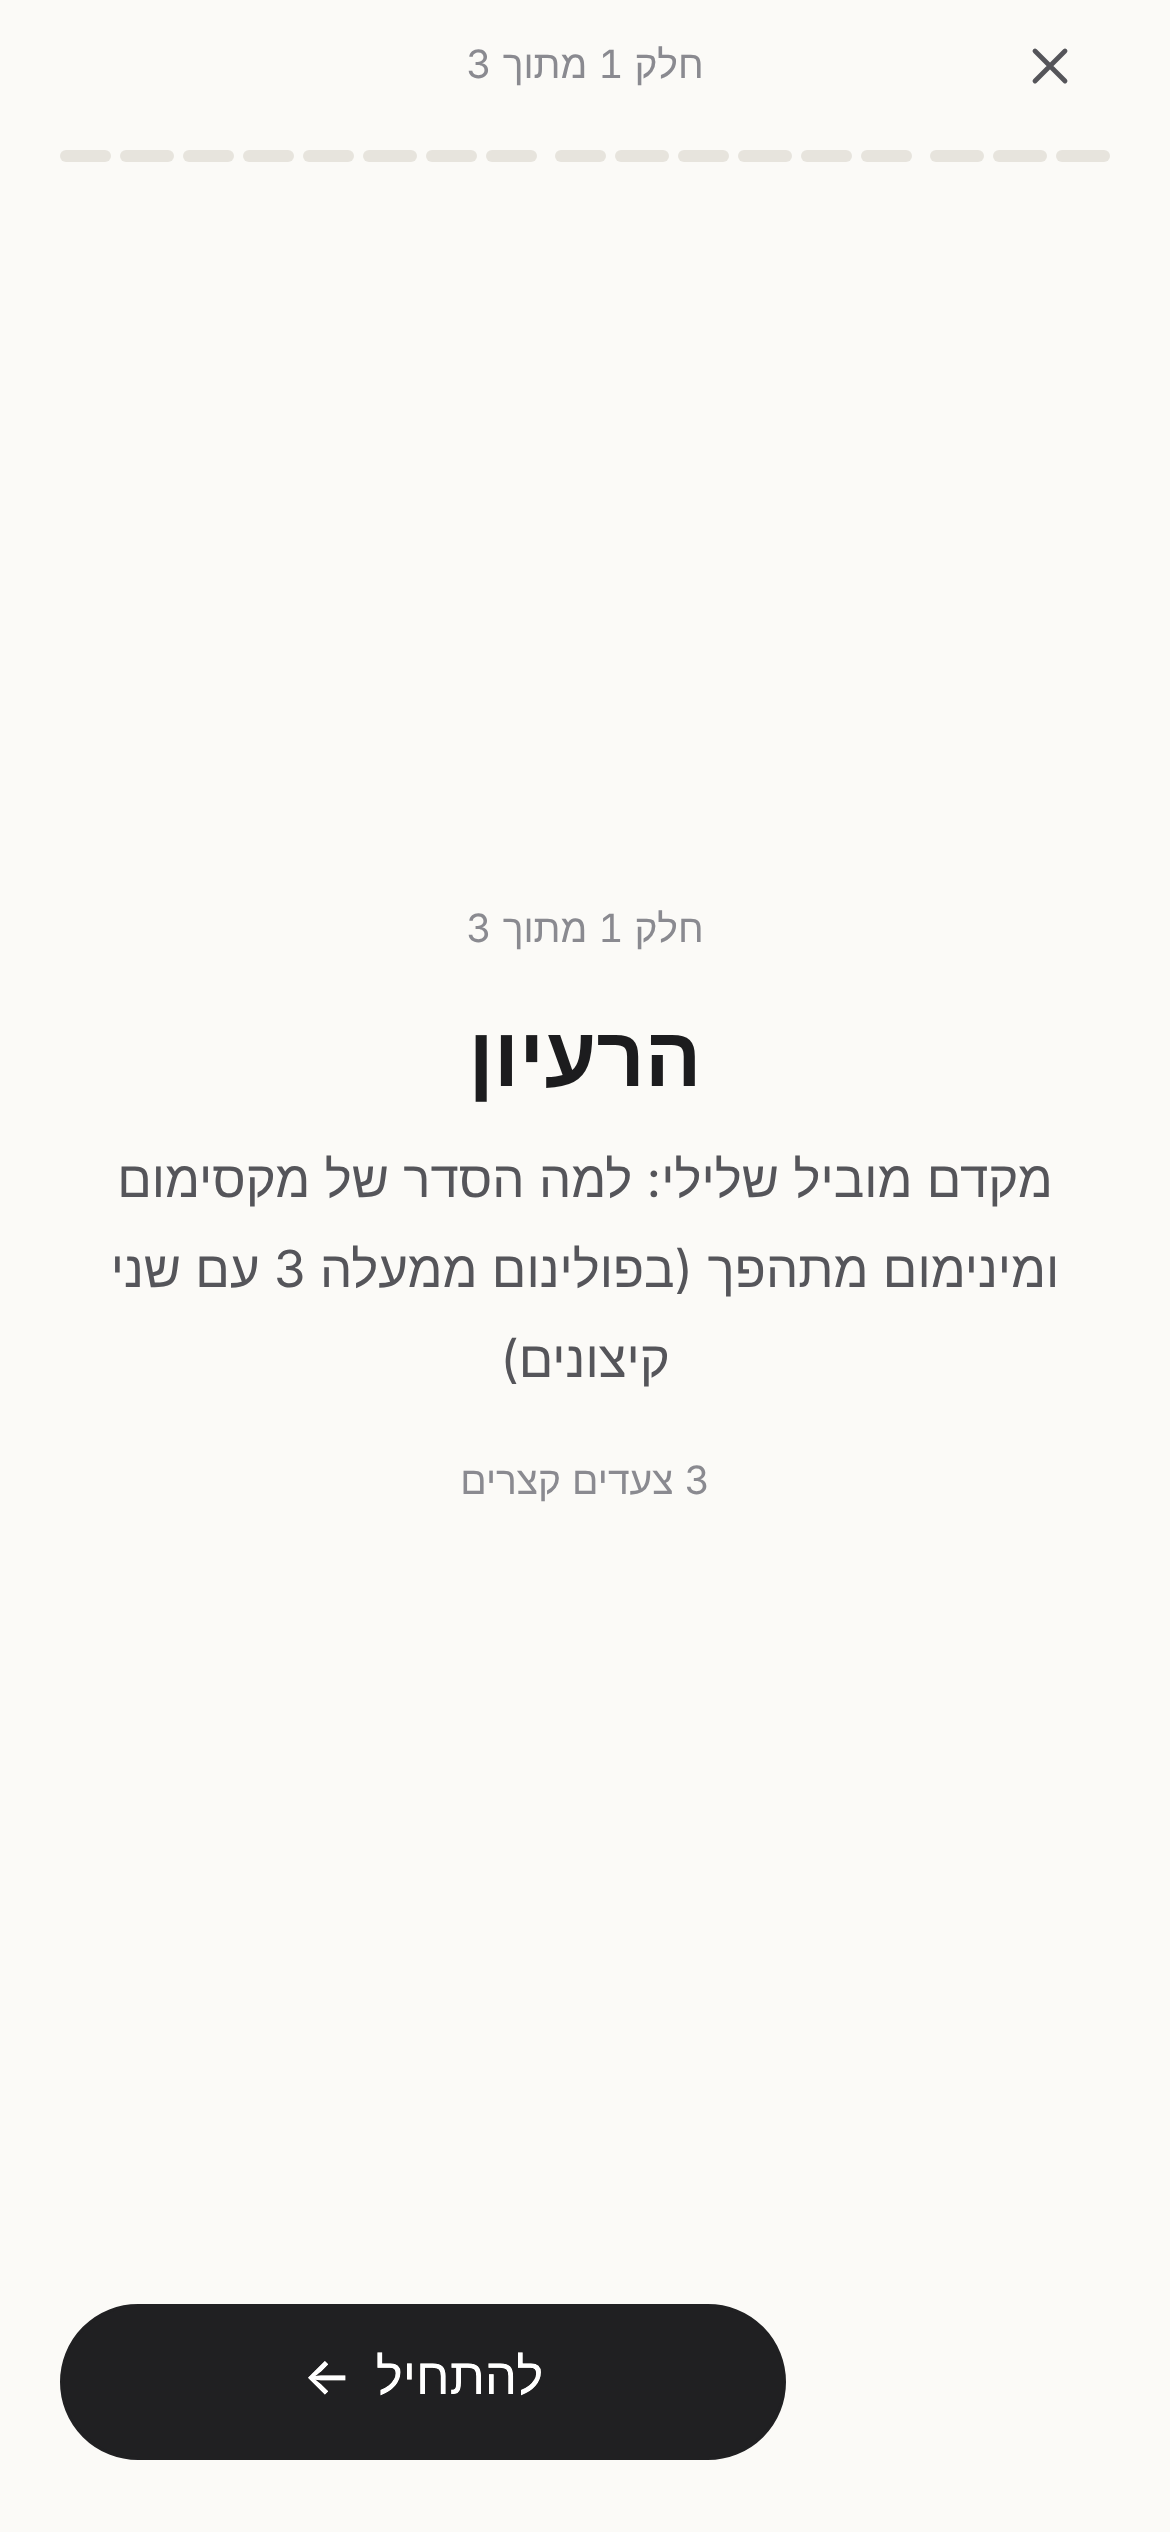 חלק 1 מתוך 3
חלק 1 מתוך 3
הרעיון
מקדם מוביל שלילי: למה הסדר של מקסימום
ומינימום מתהפך (בפולינום ממעלה 3 עם שני
קיצונים)
3 צעדים קצרים
להתחיל ←